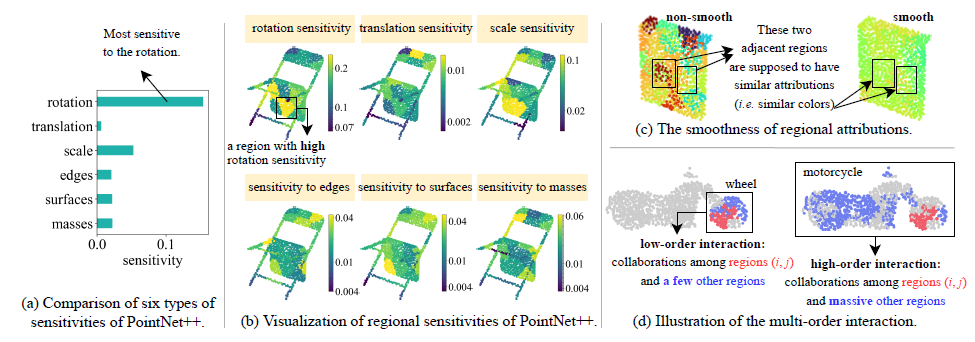 Most sensitive
to the rotation.
rotation
translation
scale
edges
surfaces
masses
0.0
0.1
sensitivity
(a) Comparison of six types of
sensitivities of PointNet++.
rotation sensitivity
translation sensitivity
scale sensitivity
0.2
0.1
0.07
0.01
0.002
0.1
0.02
a region with high
rotation sensitivity
sensitivity to edges
sensitivity to surfaces
sensitivity to masses
0.04
0.01
0.004
0.04
0.01
0.004
0.06
0.01
0.004
(b) Visualization of regional sensitivities of PointNet++.
non-smooth
smooth
These two
adjacent regions
are supposed to have
similar attributions
(i.e. similar colors)
(c) The smoothness of regional attributions.
wheel
low-order interaction:
collaborations among regions (i, j)
and a few other regions
motorcycle
high-order interaction:
collaborations among regions (i, j)
and massive other regions
(d) Illustration of the multi-order interaction.